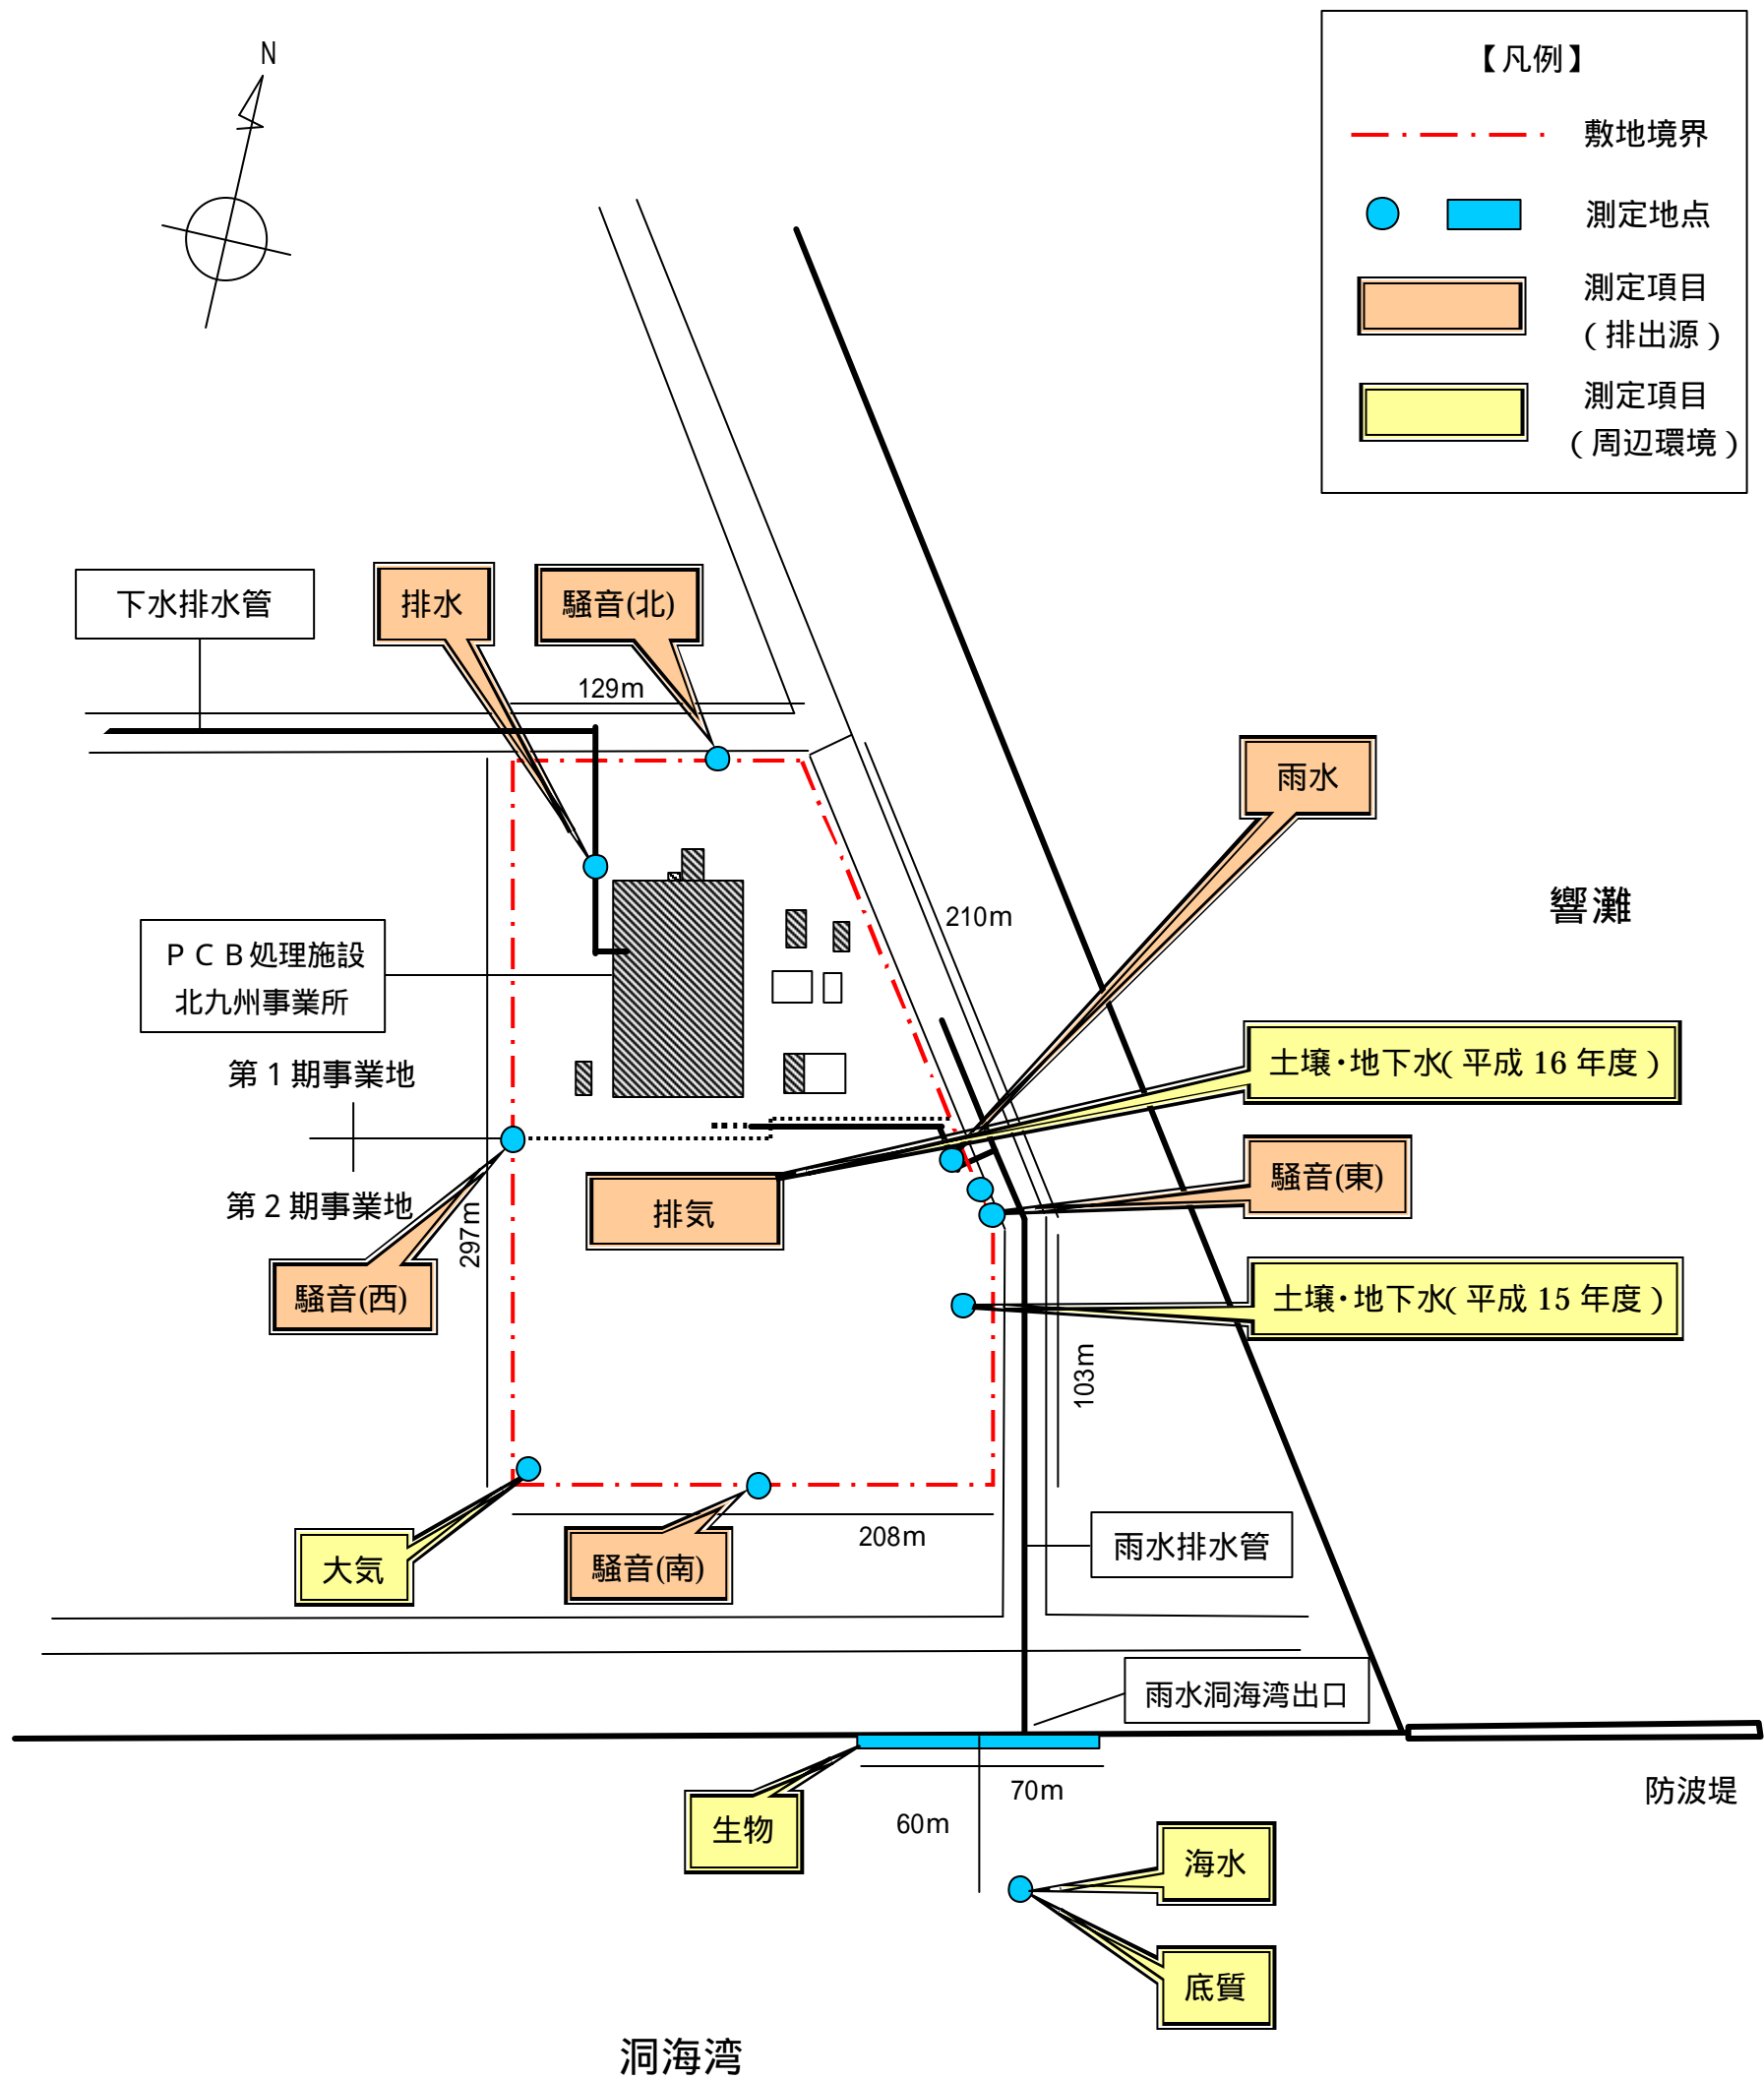 N
【凡例】
敷地境界
測定地点
測定項目
(排出源)
測定項目
(周辺環境)
下水排水管
排水
騒音(北)
129m
雨水
響灘
210m
PCB処理施設
北九州事業所
第1期事業地
第2期事業地
土壌・地下水(平成16年度)
騒音(東)
排気
297m
騒音(西)
土壌・地下水(平成15年度)
103m
大気
騒音(南)
208m
雨水排水管
雨水洞海湾出口
防波堤
70m
60m
生物
海水
底質
洞海湾